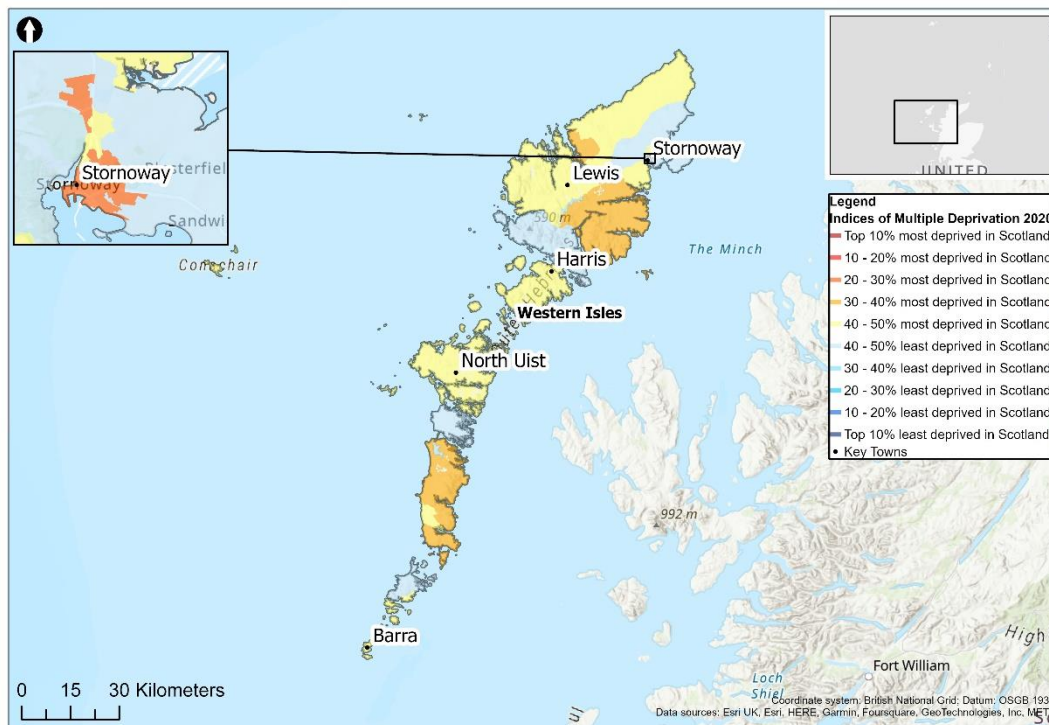 Stornoway
Stornoway
Sandwi
Stornoway
Lewis
590 m
The Minch
Harris
Western Isles
North Uist
Barra
992 m
High
Fort William
Loch
Shiel
UNITED
Legend
Indices of Multiple Deprivation 2020
Top 10% most deprived in Scotland
10 - 20% most deprived in Scotland
20 - 30% most deprived in Scotland
30 - 40% most deprived in Scotland
40 - 50% most deprived in Scotland
40 - 50% least deprived in Scotland
30 - 40% least deprived in Scotland
20 - 30% least deprived in Scotland
10 - 20% least deprived in Scotland
Top 10% least deprived in Scotland
Key Towns
0 15 30 Kilometers
Coordinate system: British National Grid; Datum: OSGB 193
Data sources: Esri UK, Esri, HERE, Garmin, Foursquare, GeoTechnologies, Inc, MET